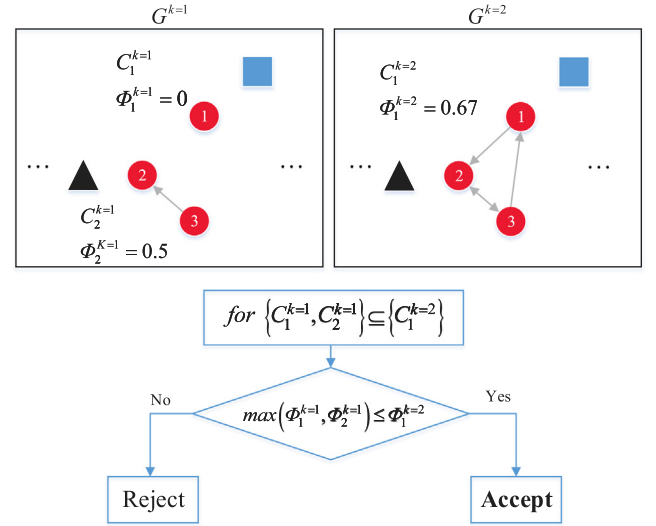 G^{k=1}
C_1^{k=1}
Φ_1^{k=1} = 0
1
2
3
...
...
C_2^{k=1}
Φ_2^{K=1} = 0.5
G^{k=2}
C_1^{k=2}
Φ_1^{k=2} = 0.67
1
2
3
...
...
for {C_1^{k=1}, C_2^{k=1}} ⊆ {C_1^{k=2}}
max(Φ_1^{k=1}, Φ_2^{k=1}) ≤ Φ_1^{k=2}
No
Yes
Reject
Accept